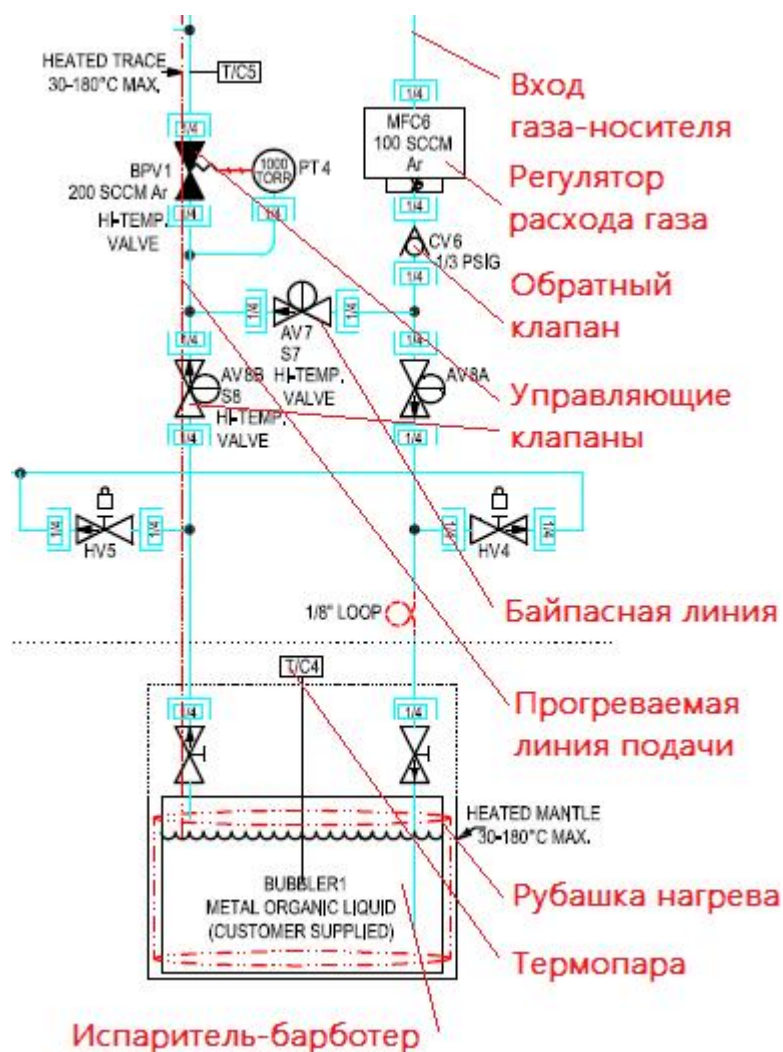 HEATED TRACE
30-180°C MAX.
T/C5
1/4
1/4
Вход
газа-носителя
1/4
MFC6
100 SCCM
Ar
BPV1
200 SCCM Ar
1000
TORR
PT4
Регулятор
расхода газа
1/4
1/4
1/4
HI-TEMP.
VALVE
CV6
1/3 PSIG
1/4
Обратный
клапан
1/4
1/4
AV7
S7
HI-TEMP.
VALVE
1/4
1/4
AV8B
S8
HI-TEMP.
VALVE
AV8A
Управляющие
клапаны
1/4
1/4
1/4
1/4
HV5
1/4
1/4
HV4
1/8" LOOP
Байпасная линия
T/C4
1/4
1/4
Прогреваемая
линия подачи
HEATED MANTLE
30-180°C MAX.
BUBBLER1
METAL ORGANIC LIQUID
(CUSTOMER SUPPLIED)
Рубашка нагрева
Термопара
Испаритель-барботер